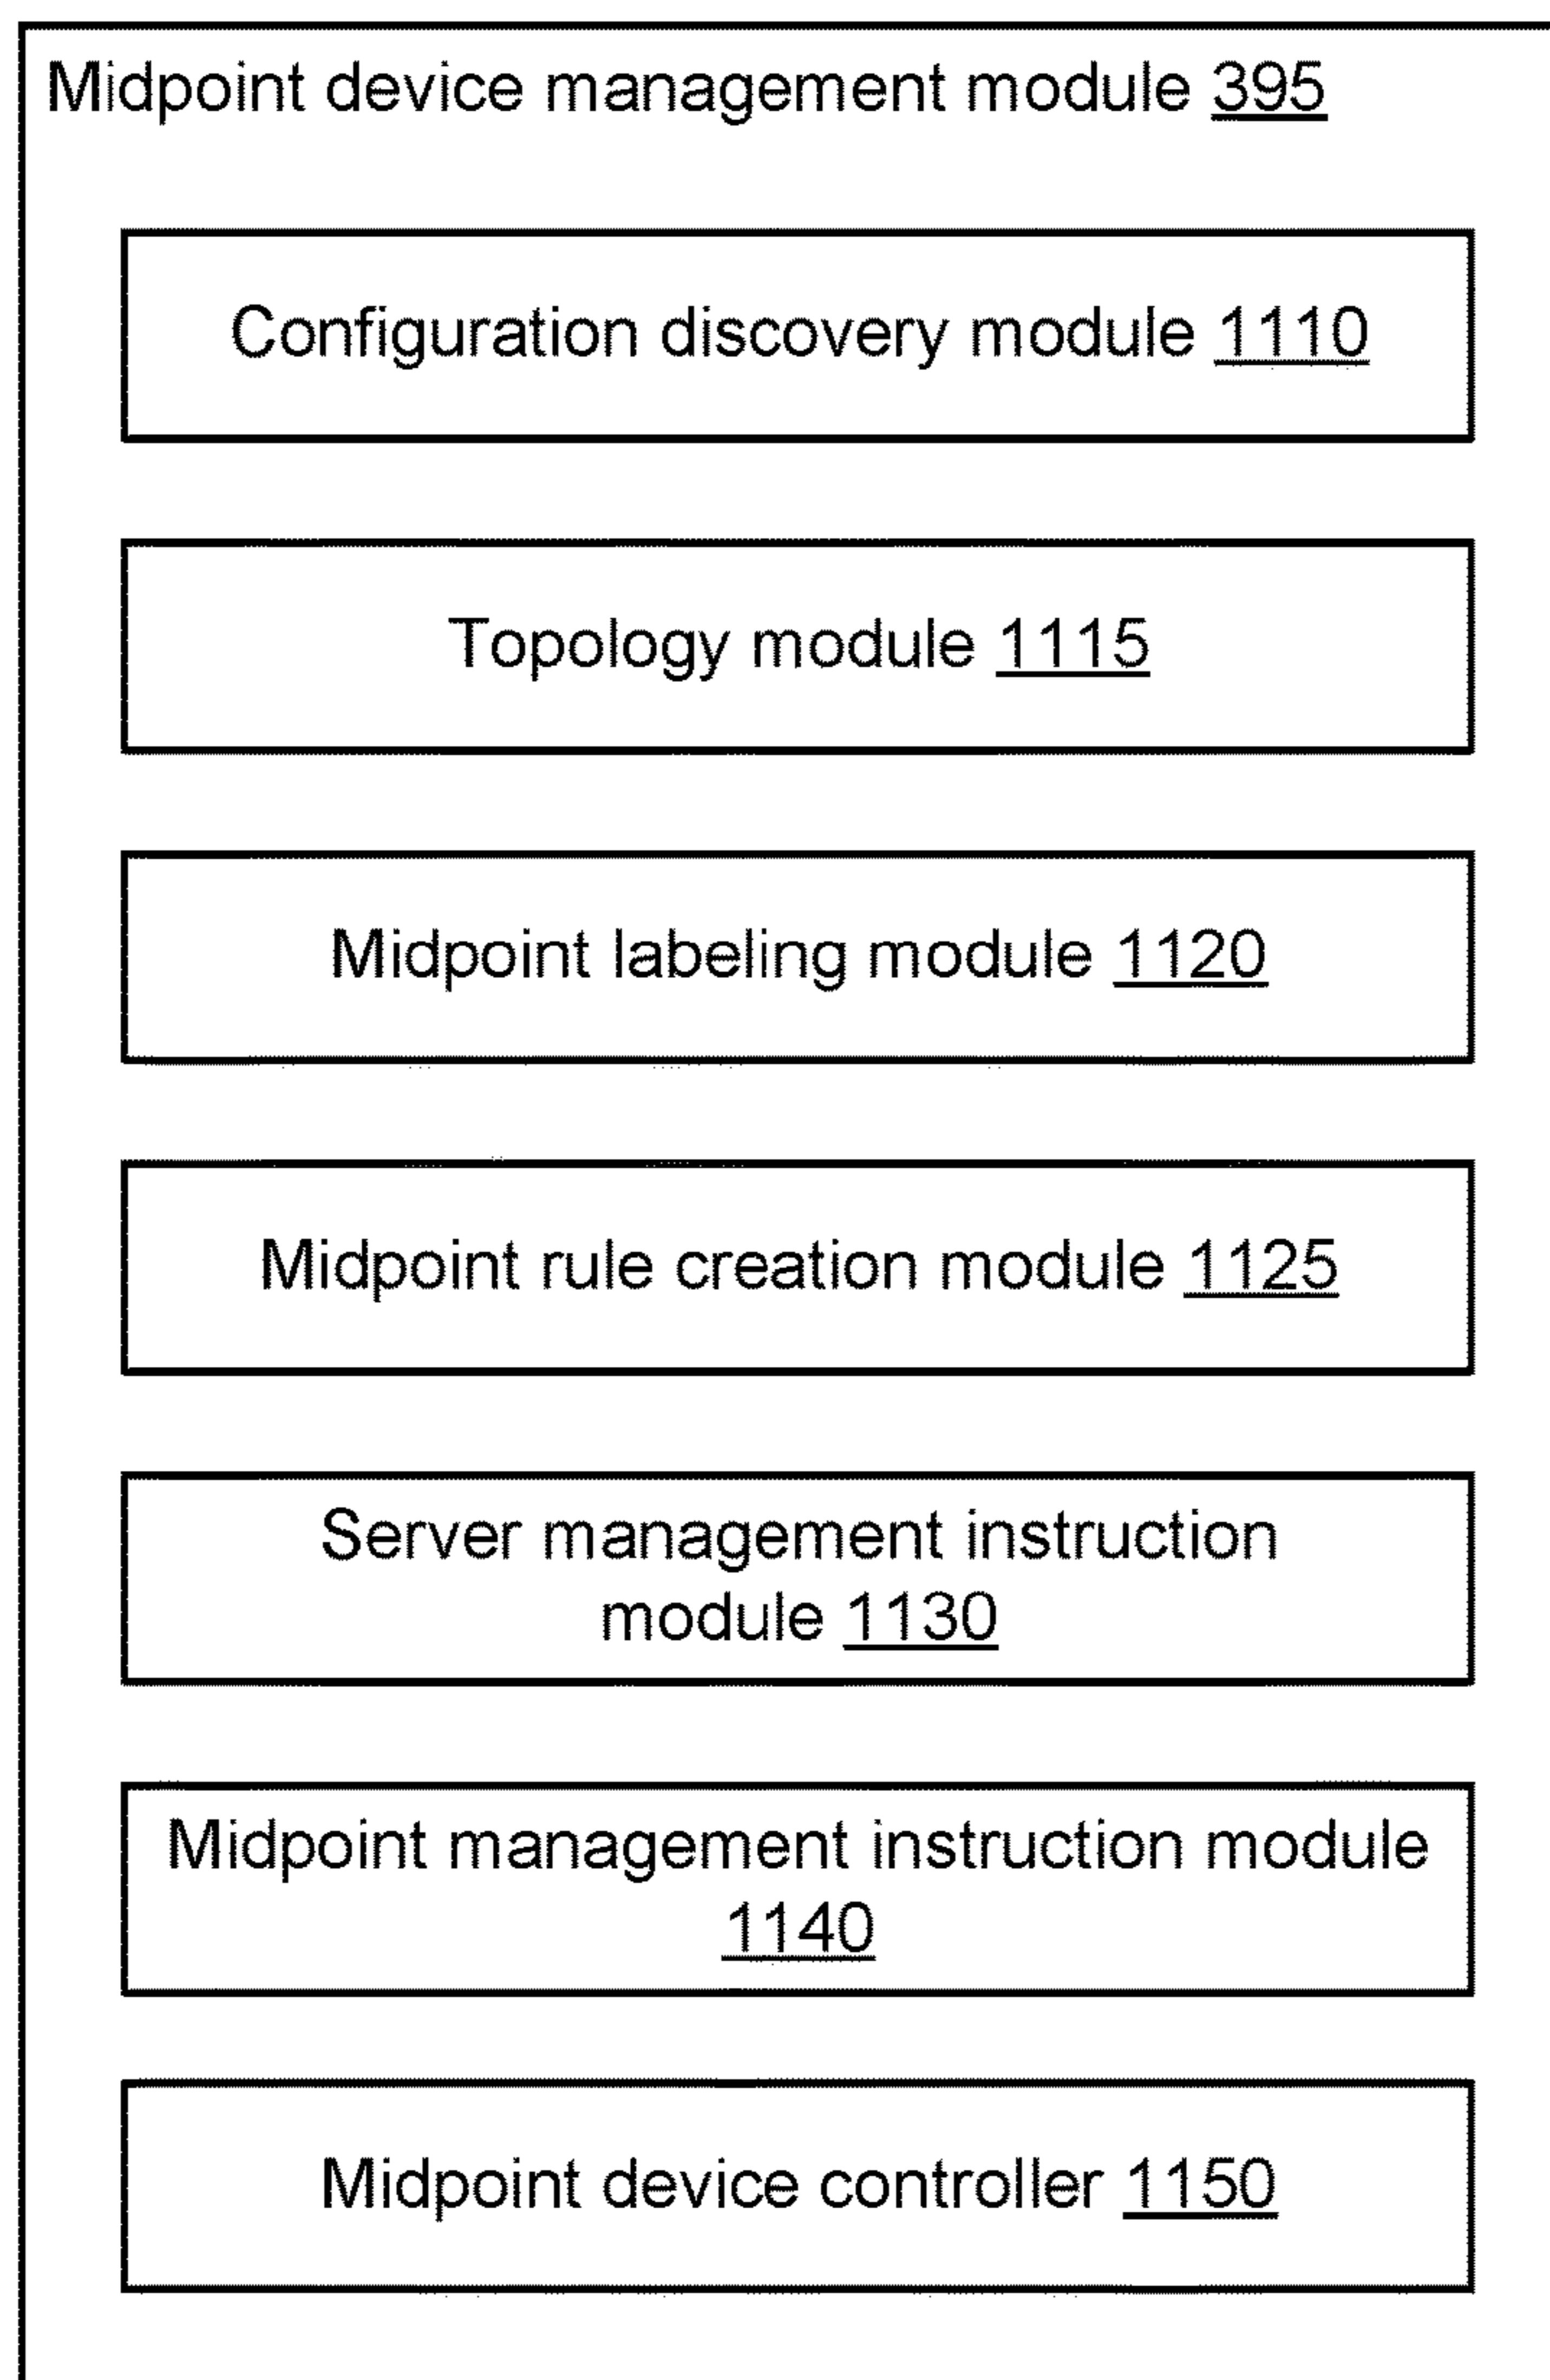 Midpoint device management module 395
Configuration discovery module 1110
Topology module 1115
Midpoint labeling module 1120
Midpoint rule creation module 1125
Server management instruction
module 1130
Midpoint management instruction module
1140
Midpoint device controller 1150